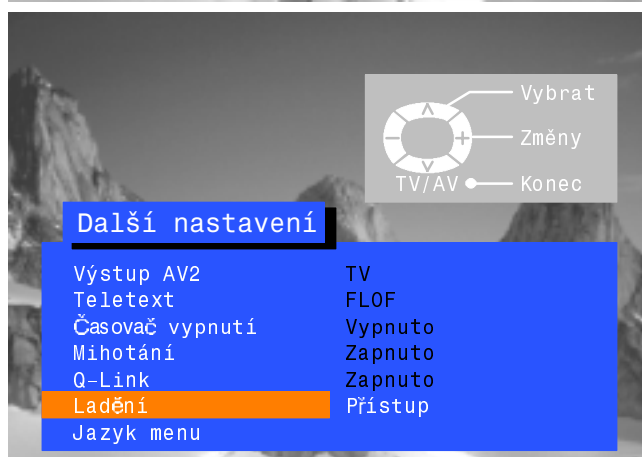 Vybrat
Změny
TV/AV Konec
Další nastavení
Výstup AV2 TV
Teletext FLOF
Časovač vypnutí Vypnuto
Mihotání Zapnuto
Q-Link Zapnuto
Ladění Přístup
Jazyk menu